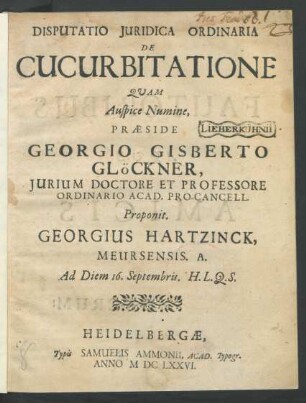 DISPUTATIO JURIDICA ORDINARIA
DE
CUCURBITATIONE
QVAM
Auspice Numine,
PRÆSIDE
GEORGIO GISBERTO
GLöCKNER,
JURIUM DOCTORE ET PROFESSORE
ORDINARIO ACAD. PRO-CANCELL.
Proponit.
GEORGIUS HARTZINCK,
MEURSENSIS. A.
Ad Diem 16. Septembris. H. L. Q. S.
HEIDELBERGÆ,
Typis SAMUELIS AMMONII, ACAD. Typogr.
ANNO M DC LXXVI.